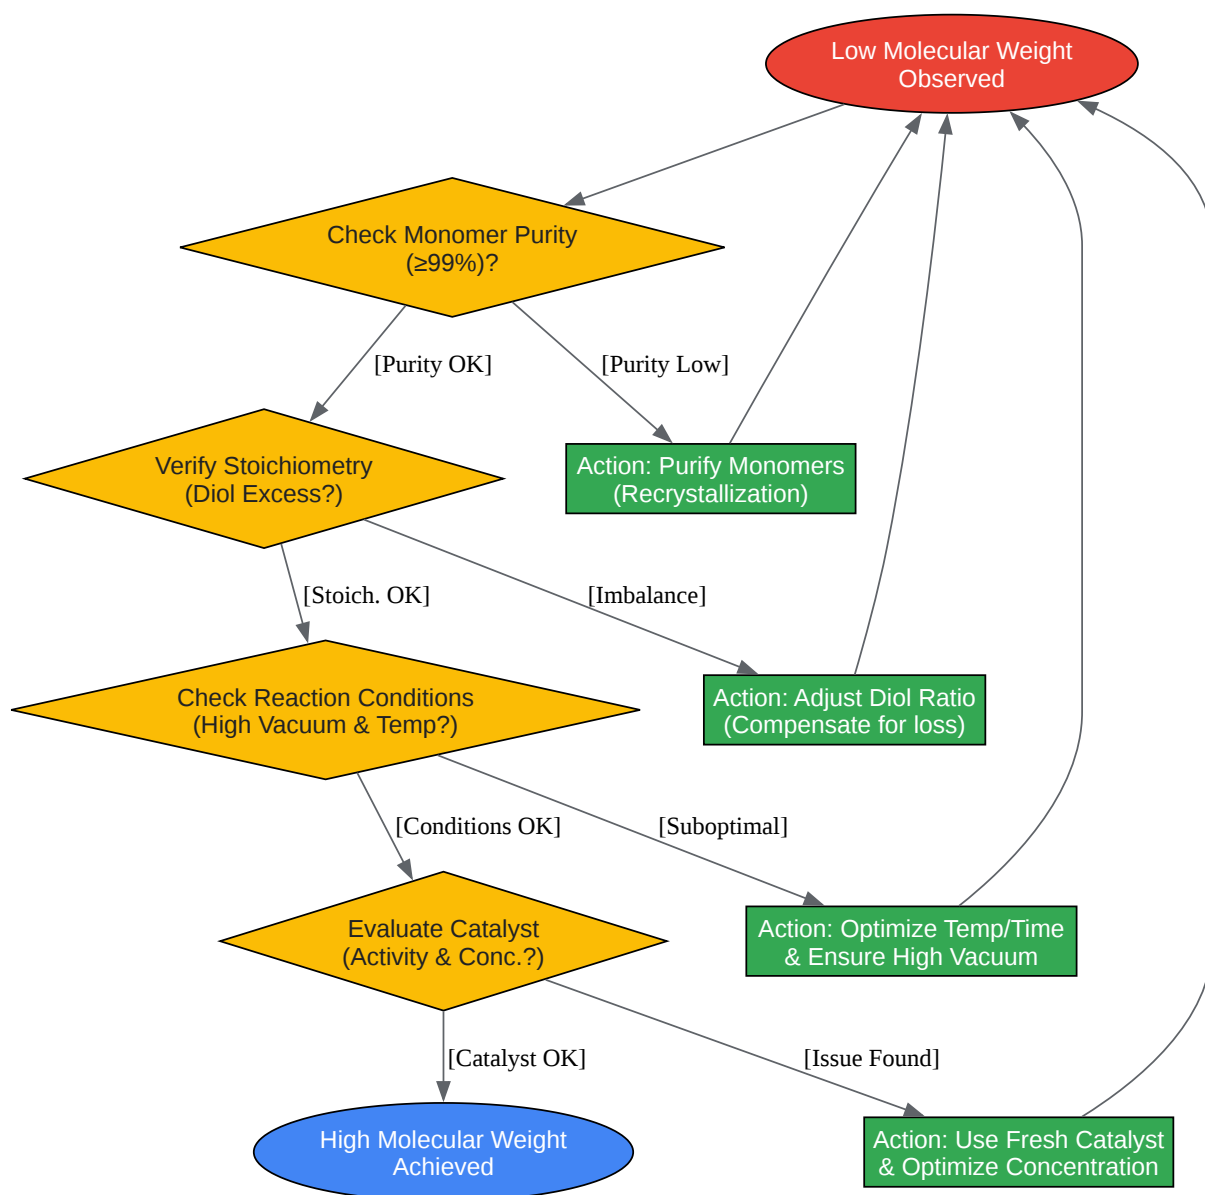 Low Molecular Weight
Observed
Check Monomer Purity
(≥99%)?
[Purity OK]
[Purity Low]
Verify Stoichiometry
(Diol Excess?)
Action: Purify Monomers
(Recrystallization)
[Stoich. OK]
[Imbalance]
Check Reaction Conditions
(High Vacuum & Temp?)
Action: Adjust Diol Ratio
(Compensate for loss)
[Conditions OK]
[Suboptimal]
Evaluate Catalyst
(Activity & Conc.?)
Action: Optimize Temp/Time
& Ensure High Vacuum
[Catalyst OK]
[Issue Found]
High Molecular Weight
Achieved
Action: Use Fresh Catalyst
& Optimize Concentration